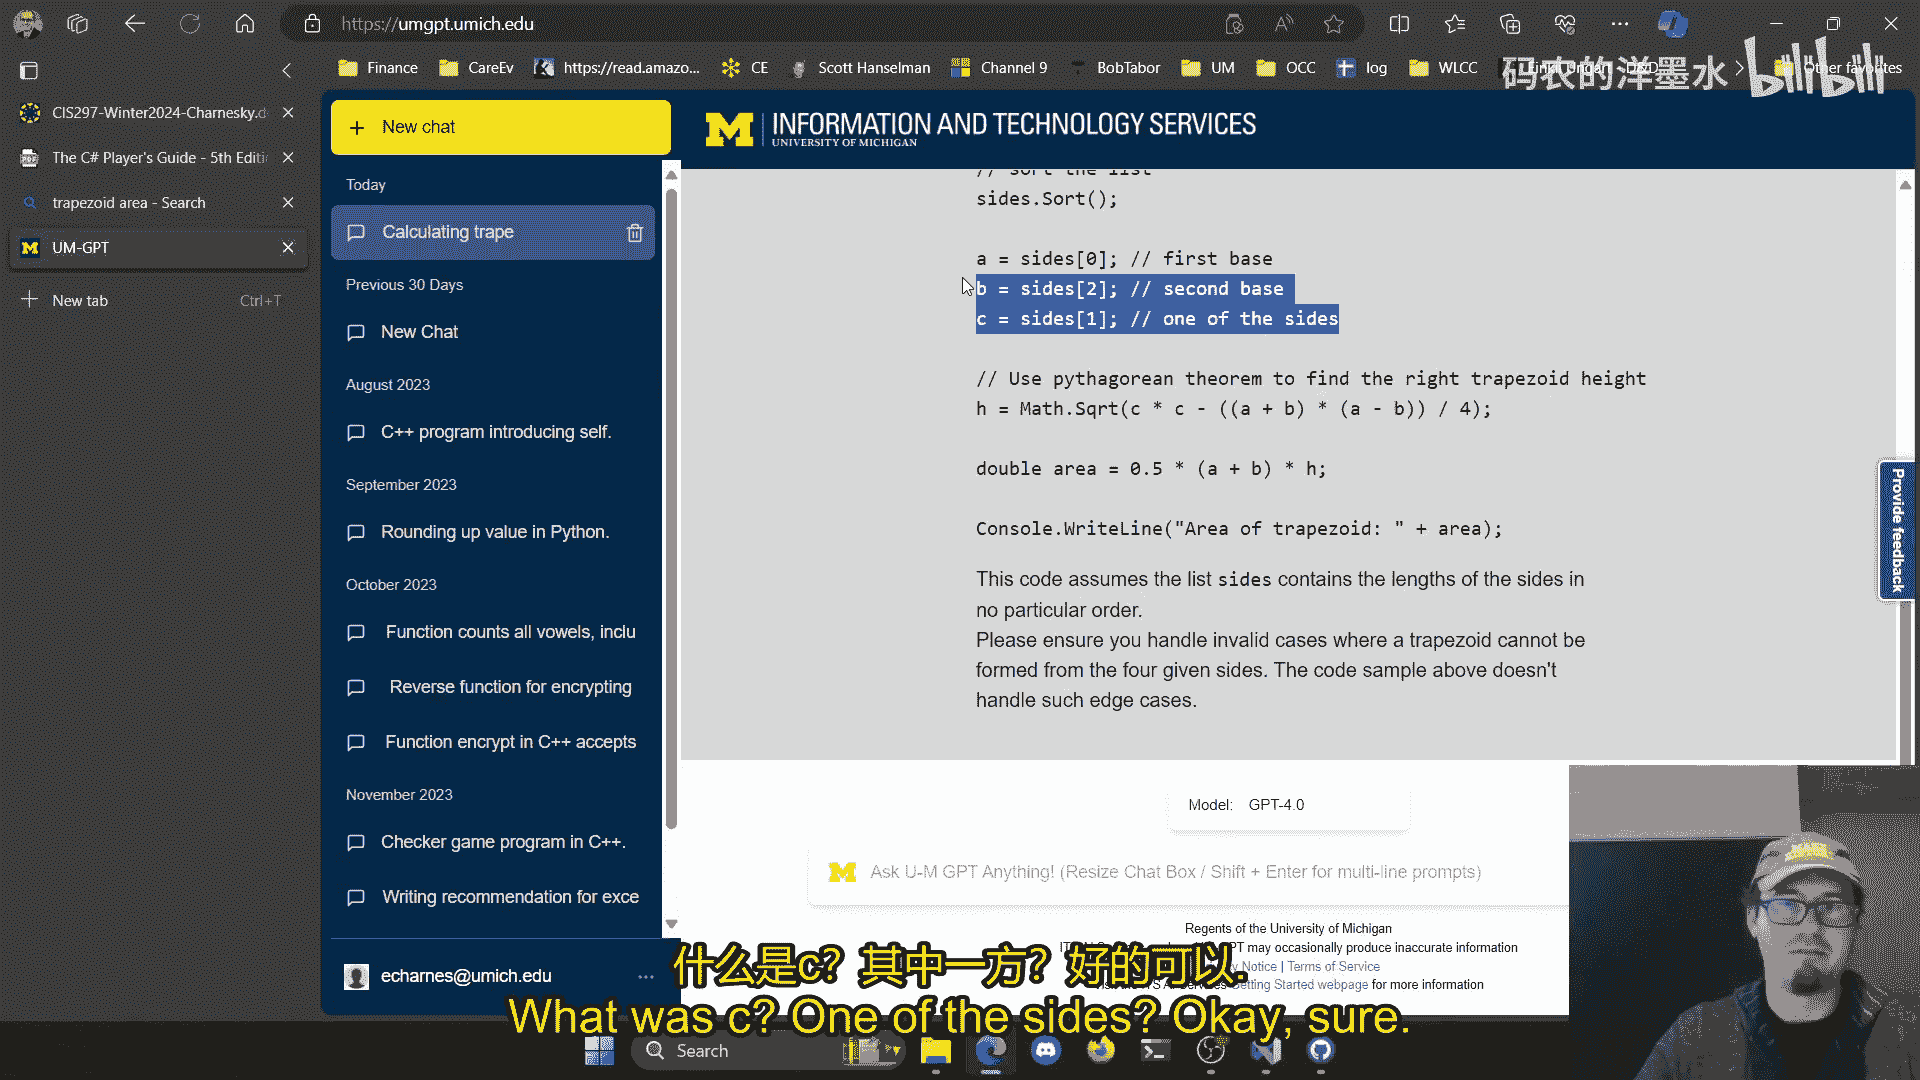 https://umgpt.umich.edu
Finance
CareEv
https://read.amazo...
CE
Scott Hanselman
Channel 9
BobTabor
UM
OCC
log
WLCC
Other favorites
码农的洋墨水
bilibili
CIS297-Winter2024-Charnesky.d
The C# Player's Guide - 5th Editi
trapezoid area - Search
UM-GPT
New tab
Ctrl+T
+ New chat
Today
Calculating trape
Previous 30 Days
New Chat
August 2023
C++ program introducing self.
September 2023
Rounding up value in Python.
October 2023
Function counts all vowels, inclu
Reverse function for encrypting
Function encrypt in C++ accepts
November 2023
Checker game program in C++.
Writing recommendation for exce
echarnes@umich.edu
...
M
INFORMATION AND TECHNOLOGY SERVICES
UNIVERSITY OF MICHIGAN
// sort the list
sides.Sort();
a = sides[0]; // first base
b = sides[2]; // second base
c = sides[1]; // one of the sides
// Use pythagorean theorem to find the right trapezoid height
h = Math.Sqrt(c * c - ((a + b) * (a - b)) / 4);
double area = 0.5 * (a + b) * h;
Console.WriteLine("Area of trapezoid: " + area);
This code assumes the list sides contains the lengths of the sides in
no particular order.
Please ensure you handle invalid cases where a trapezoid cannot be
formed from the four given sides. The code sample above doesn't
handle such edge cases.
Provide feedback
Model: GPT-4.0
Ask U-M GPT Anything! (Resize Chat Box / Shift + Enter for multi-line prompts)
Regents of the University of Michigan
may occasionally produce inaccurate information
Notice | Terms of Service
Getting Started webpage for more information
什么是c? 其中一方? 好的可以.
What was c? One of the sides? Okay, sure.
Search